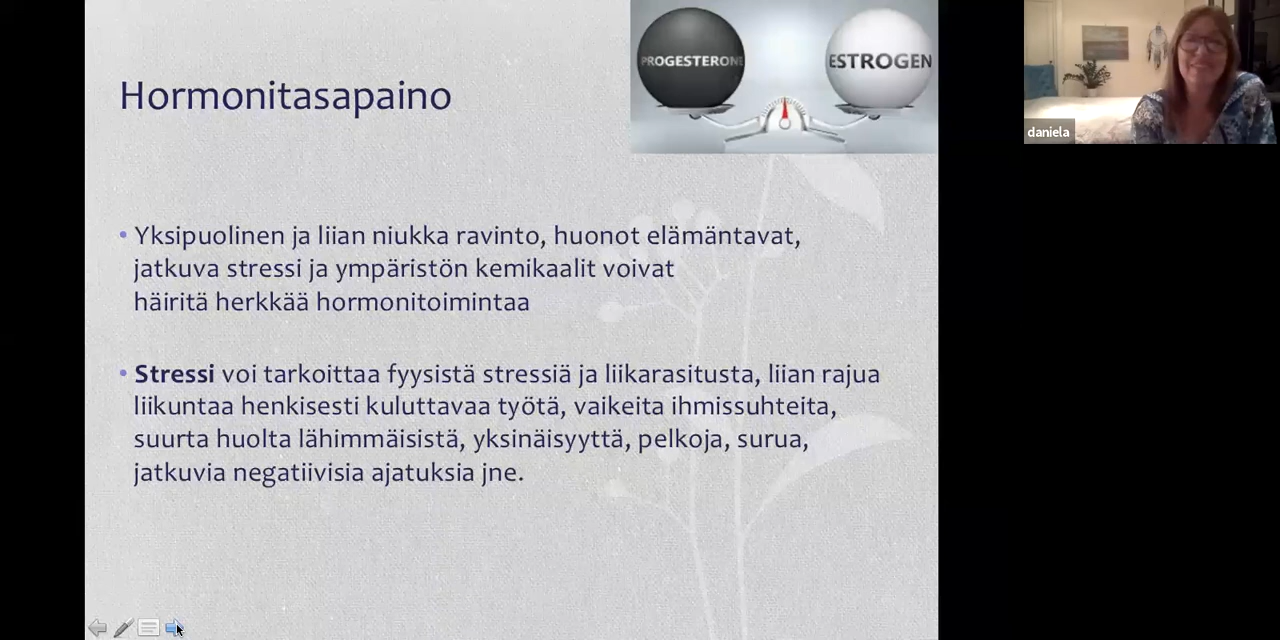 PROGESTERONE
ESTROGEN
Hormonitasapaino
daniela
• Yksipuolinen ja liian niukka ravinto, huonot elämäntavat,
jatkuva stressi ja ympäristön kemikaalit voivat
häiritä herkkää hormonitoimintaa
• Stressi voi tarkoittaa fyysistä stressiä ja liikarasitusta, liian rajua
liikuntaa henkisesti kuluttavaa työtä, vaikeita ihmissuhteita,
suurta huolta lähimmäisistä, yksinäisyyttä, pelkoja, surua,
jatkuvia negatiivisia ajatuksia jne.